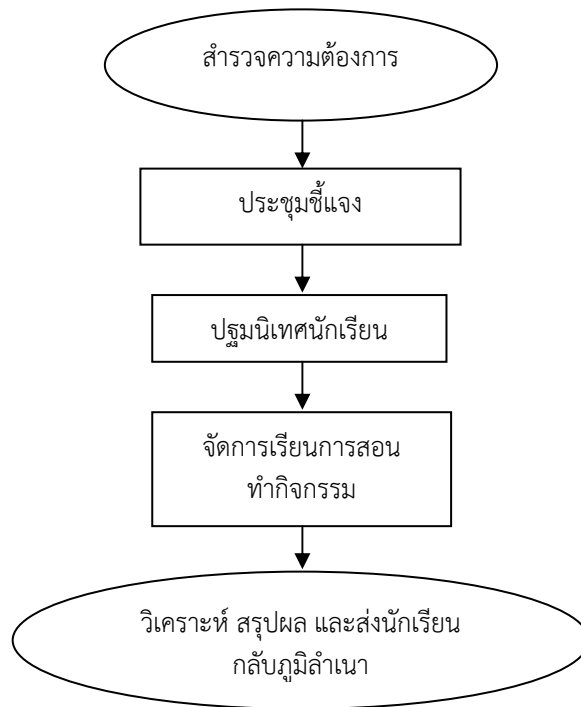 สำรวจความต้องการ
ประชุมชี้แจง
ปฐมนิเทศนักเรียน
จัดการเรียนการสอน
ทำกิจกรรม
วิเคราะห์ สรุปผล และส่งนักเรียน
กลับภูมิลำเนา